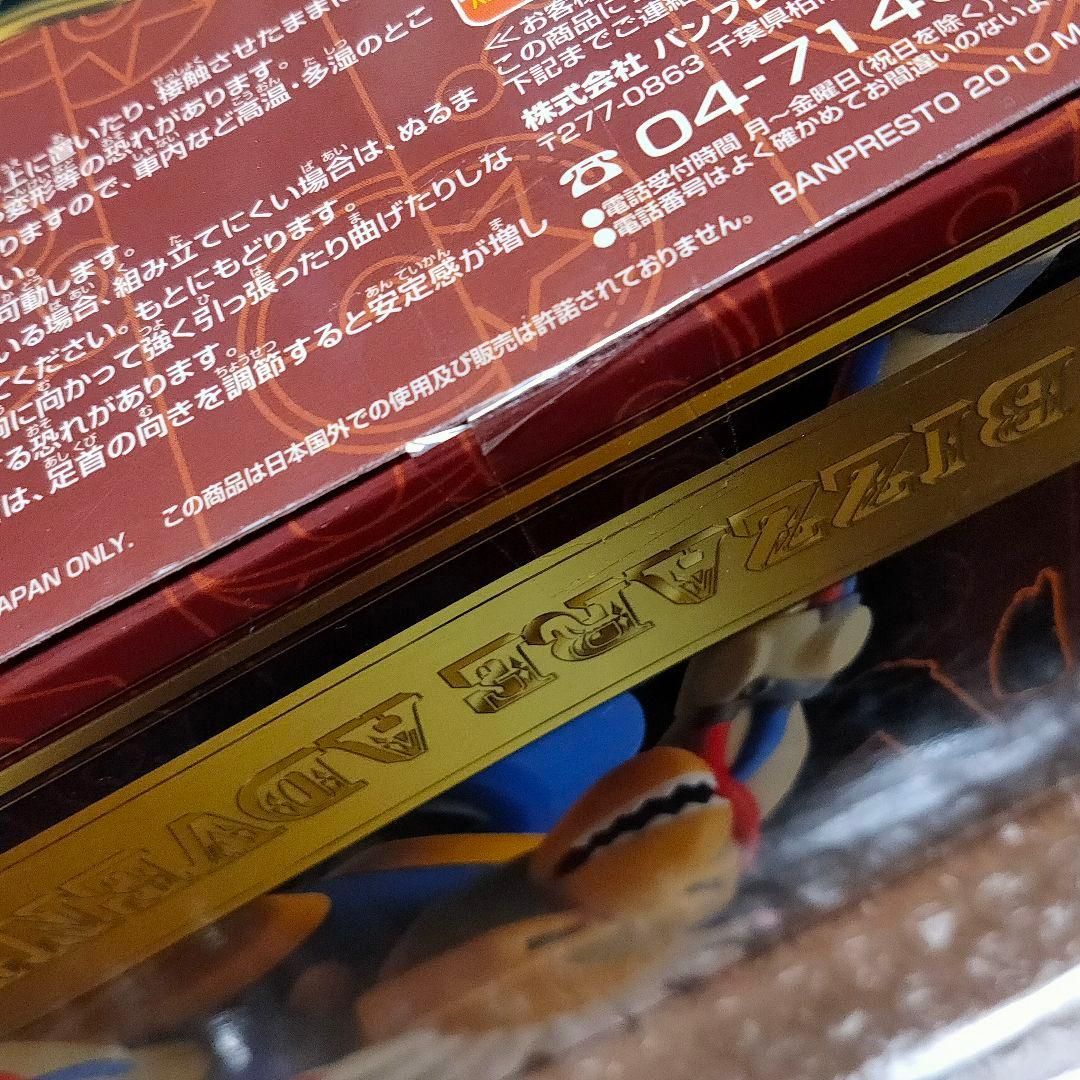 上に置いたり、接触させたままに
変形等の恐れがあります。
りますので、車内など高温・多湿のとこ
い。
可動します。
いる場合、組み立てにくい場合は、ぬるま
てください。もとにもどります。
向に向かって強く引っ張ったり曲げたりしな
る恐れがあります。
は、足首の向きを調節すると安定感が増し
APAN ONLY.
この商品は日本国外での使用及び販売は許諾されておりません。
≪お客様
この商品に
下記までご連絡
株式会社 バンプレ
〒277-0863 千葉県柏
☎ 04-714
●電話受付時間 月〜金曜日(祝日を除く)
●電話番号はよく確かめてお間違いのないよ
BANPRESTO 2010 M
BIZZARE ADVENT